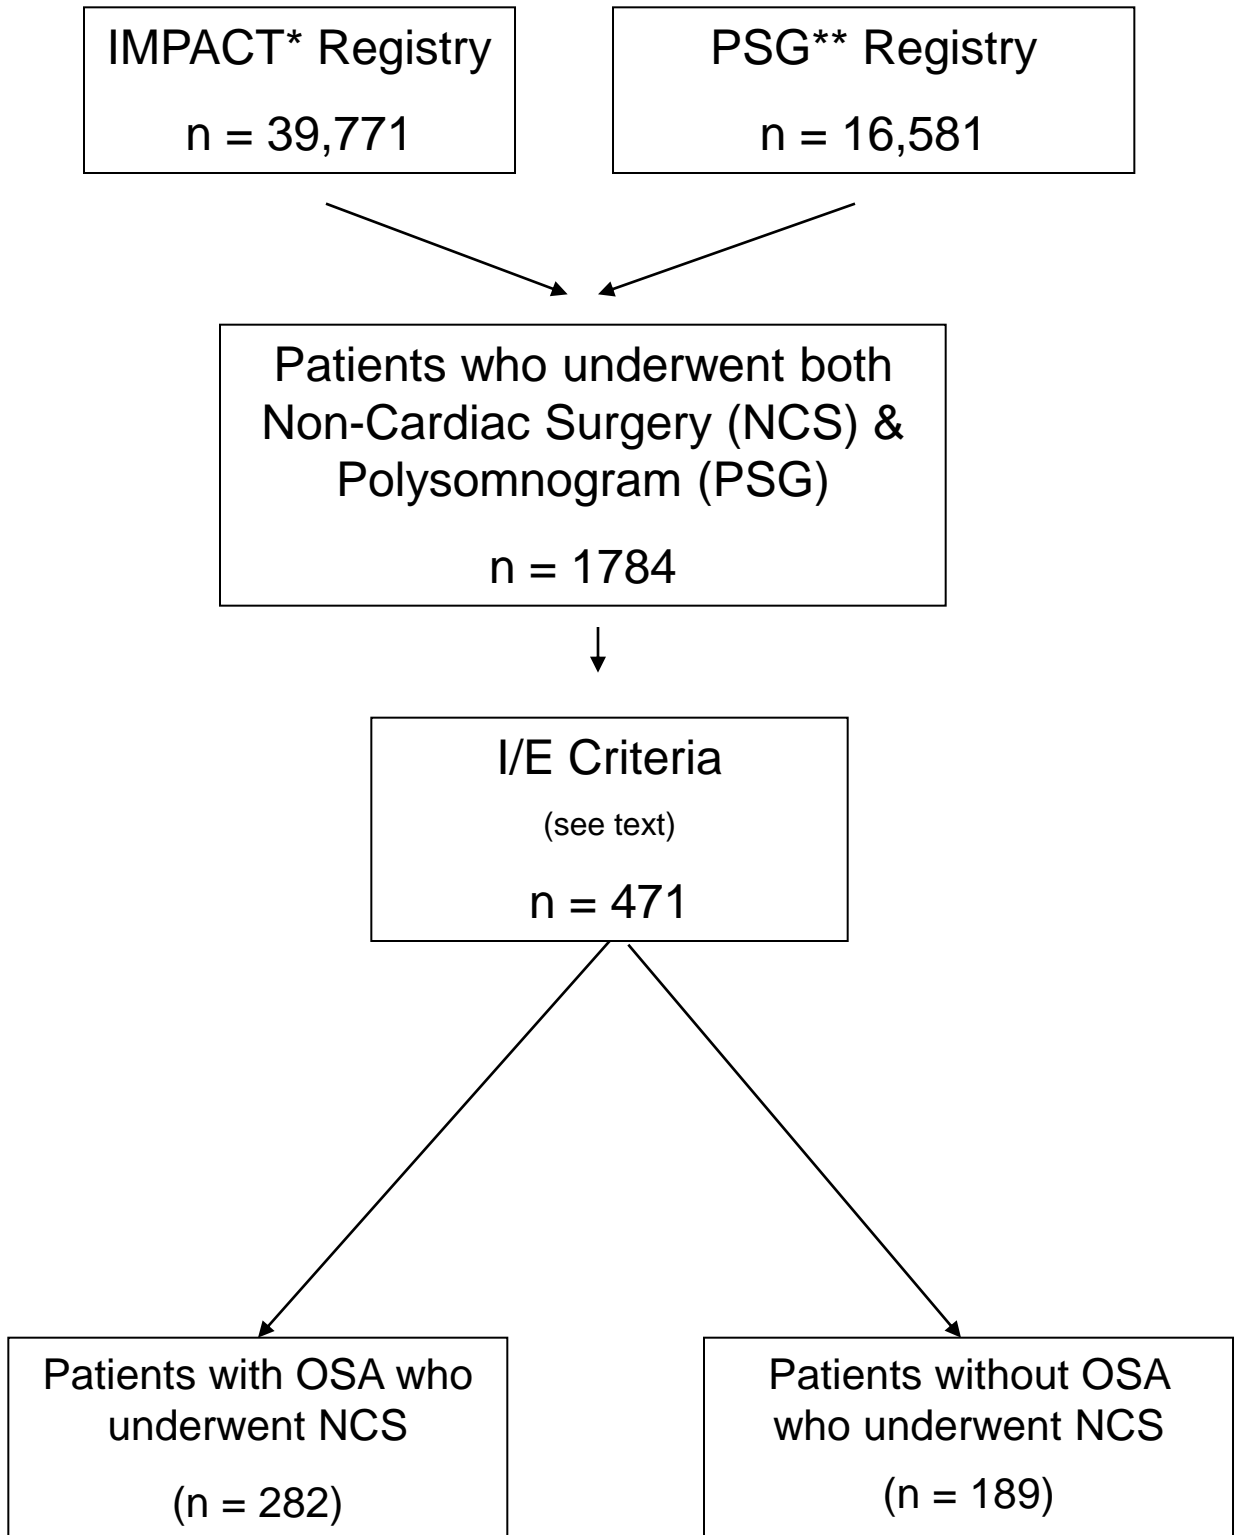 IMPACT* Registry
n = 39,771
PSG** Registry
n = 16,581
Patients who underwent both
Non-Cardiac Surgery (NCS) &
Polysomnogram (PSG)
n = 1784
I/E Criteria
(see text)
n = 471
Patients with OSA who
underwent NCS
(n = 282)
Patients without OSA
who underwent NCS
(n = 189)